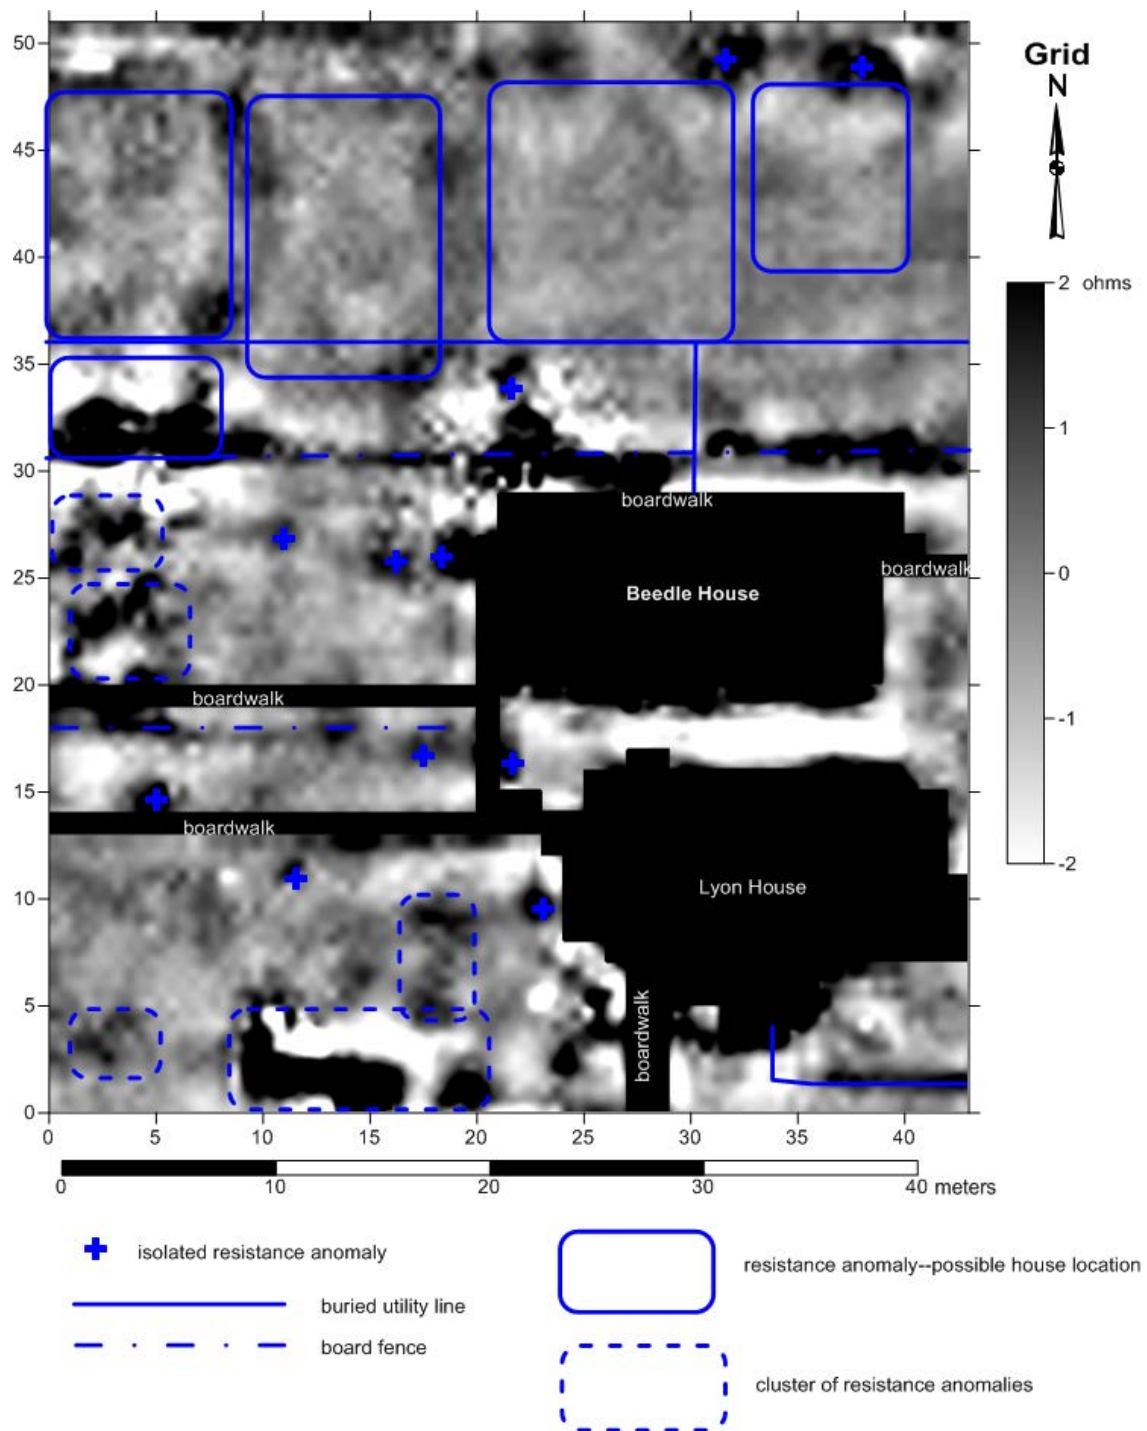 Grid
N
50
45
40
35
30
25
20
15
10
5
0
2 ohms
1
0
-1
-2
boardwalk
Beedle House
boardwalk
boardwalk
boardwalk
Lyon House
boardwalk
0 5 10 15 20 25 30 35 40
0 10 20 30 40 meters
isolated resistance anomaly
buried utility line
board fence
resistance anomaly--possible house location
cluster of resistance anomalies